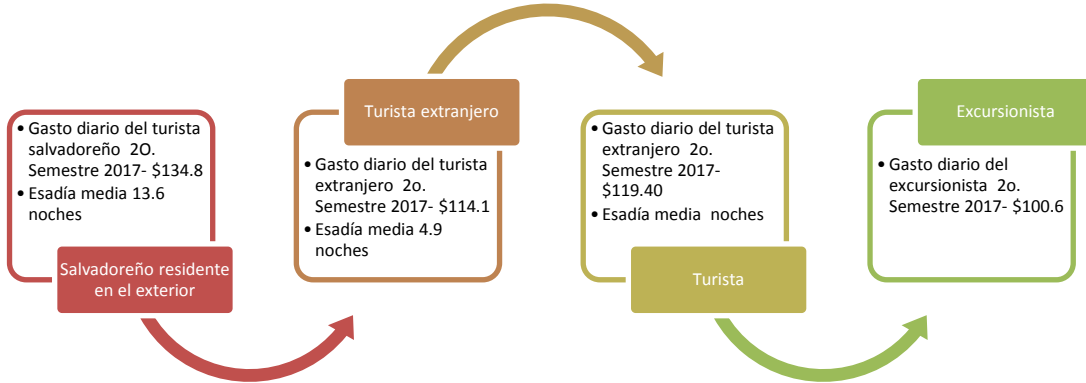 • Gasto diario del turista
salvadoreño 2O.
Semestre 2017- $134.8
• Esadía media 13.6
noches
Salvadoreño residente
en el exterior
Turista extranjero
• Gasto diario del turista
extranjero 2o.
Semestre 2017- $114.1
• Esadía media 4.9
noches
• Gasto diario del turista
extranjero 2o.
Semestre 2017-
$119.40
• Esadía media noches
Turista
Excursionista
• Gasto diario del
excursionista 2o.
Semestre 2017- $100.6